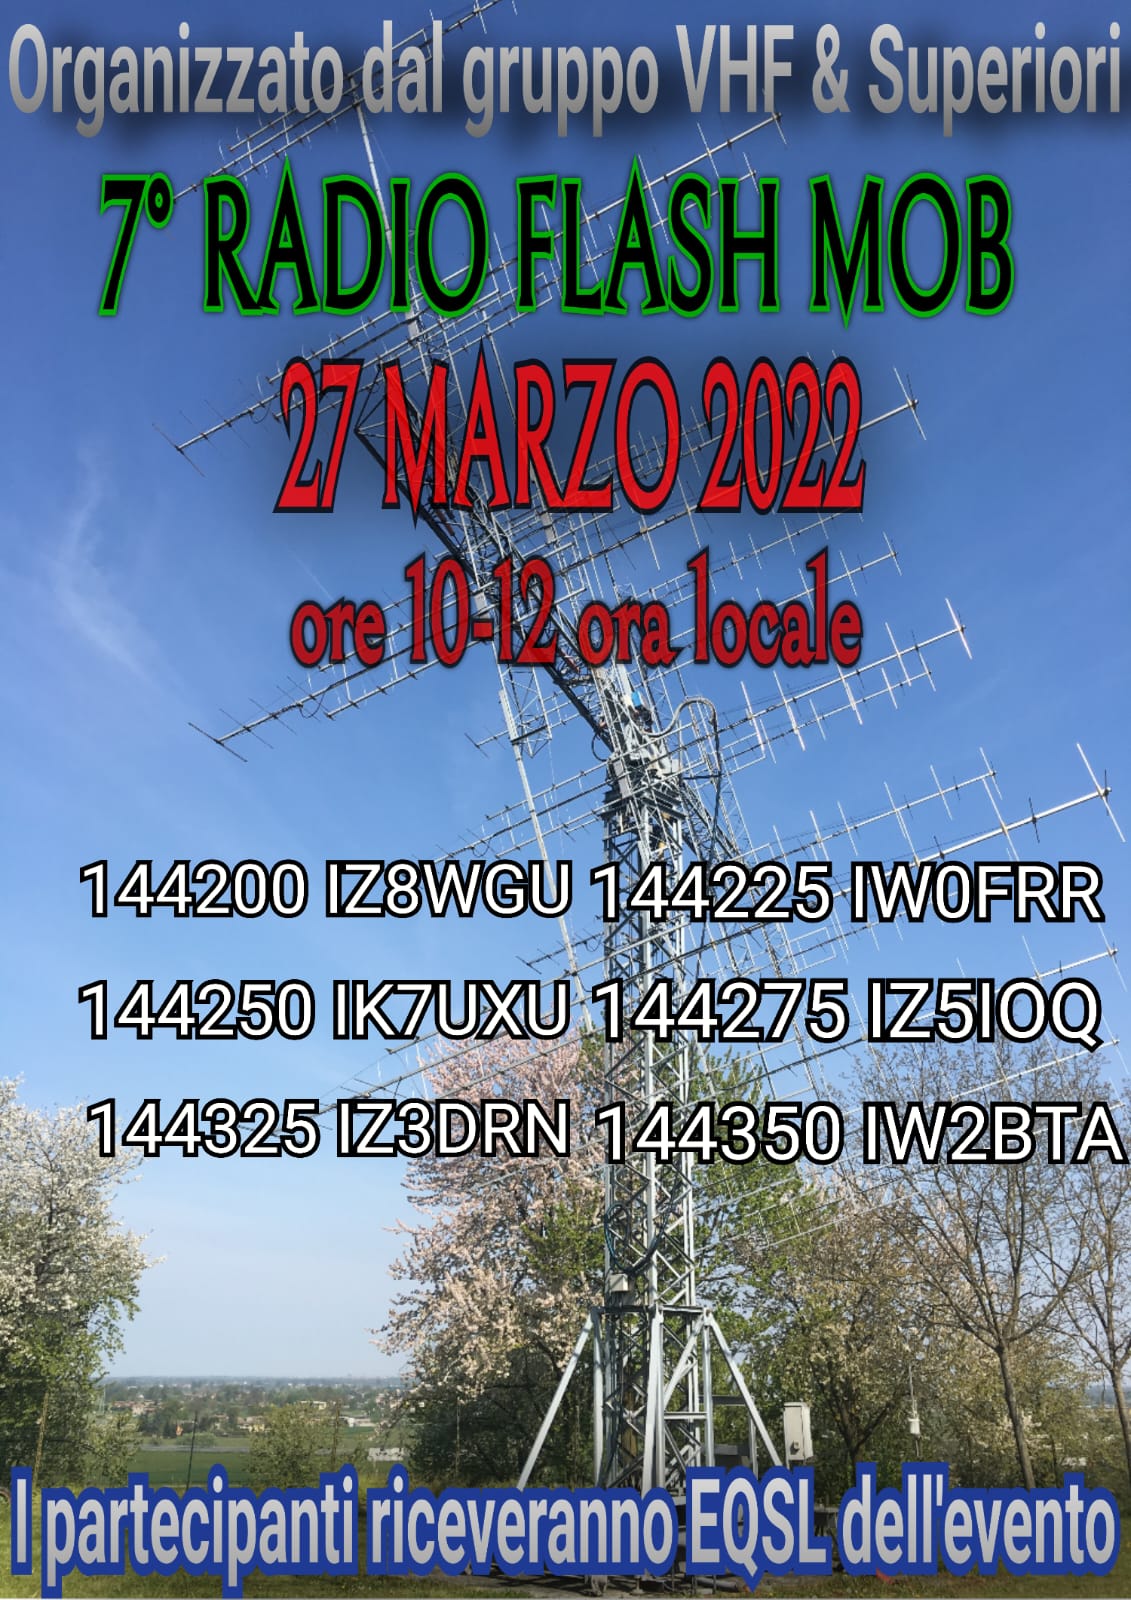 Organizzato dal gruppo VHF & Superiori
7° RADIO FLASH MOB
27 MARZO 2022
ore 10-12 ora locale
144200 IZ8WGU 144225 IW0FRR
144250 IK7UXU 144275 IZ5IOQ
144325 IZ3DRN 144350 IW2BTA
I partecipanti riceveranno EQSL dell'evento